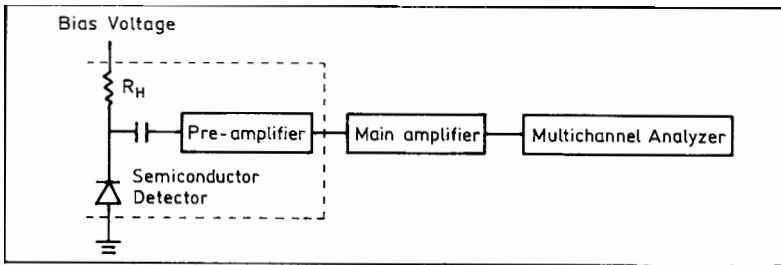 Bias Voltage
R_H
Pre-amplifier
Main amplifier
Multichannel Analyzer
Semiconductor
Detector